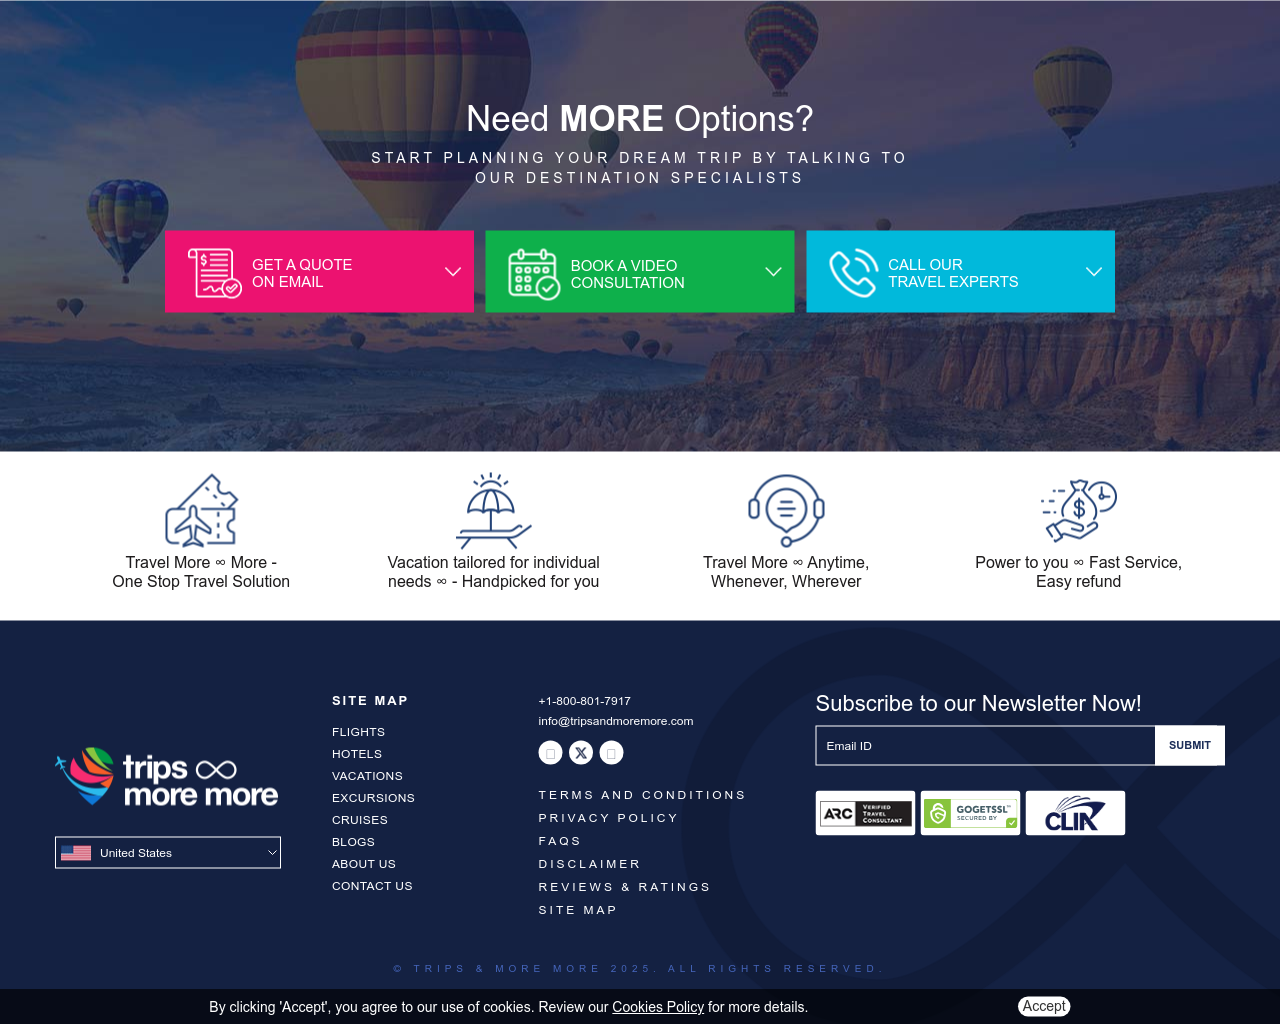 Need MORE Options?
START PLANNING YOUR DREAM TRIP BY TALKING TO
OUR DESTINATION SPECIALISTS
GET A QUOTE
ON EMAIL
BOOK A VIDEO
CONSULTATION
CALL OUR
TRAVEL EXPERTS
Travel More ∞ More -
One Stop Travel Solution
Vacation tailored for individual
needs ∞ - Handpicked for you
Travel More ∞ Anytime,
Whenever, Wherever
Power to you ∞ Fast Service,
Easy refund
trips ∞
more more
United States
SITE MAP
FLIGHTS
HOTELS
VACATIONS
EXCURSIONS
CRUISES
BLOGS
ABOUT US
CONTACT US
+1-800-801-7917
info@tripsandmoremore.com
TERMS AND CONDITIONS
PRIVACY POLICY
FAQS
DISCLAIMER
REVIEWS & RATINGS
SITE MAP
Subscribe to our Newsletter Now!
Email ID
SUBMIT
ARC VERIFIED
TRAVEL
CONSULTANT
GOGETSSL
SECURED BY
CLIA
© TRIPS & MORE MORE 2025. ALL RIGHTS RESERVED.
By clicking 'Accept', you agree to our use of cookies. Review our Cookies Policy for more details.
Accept